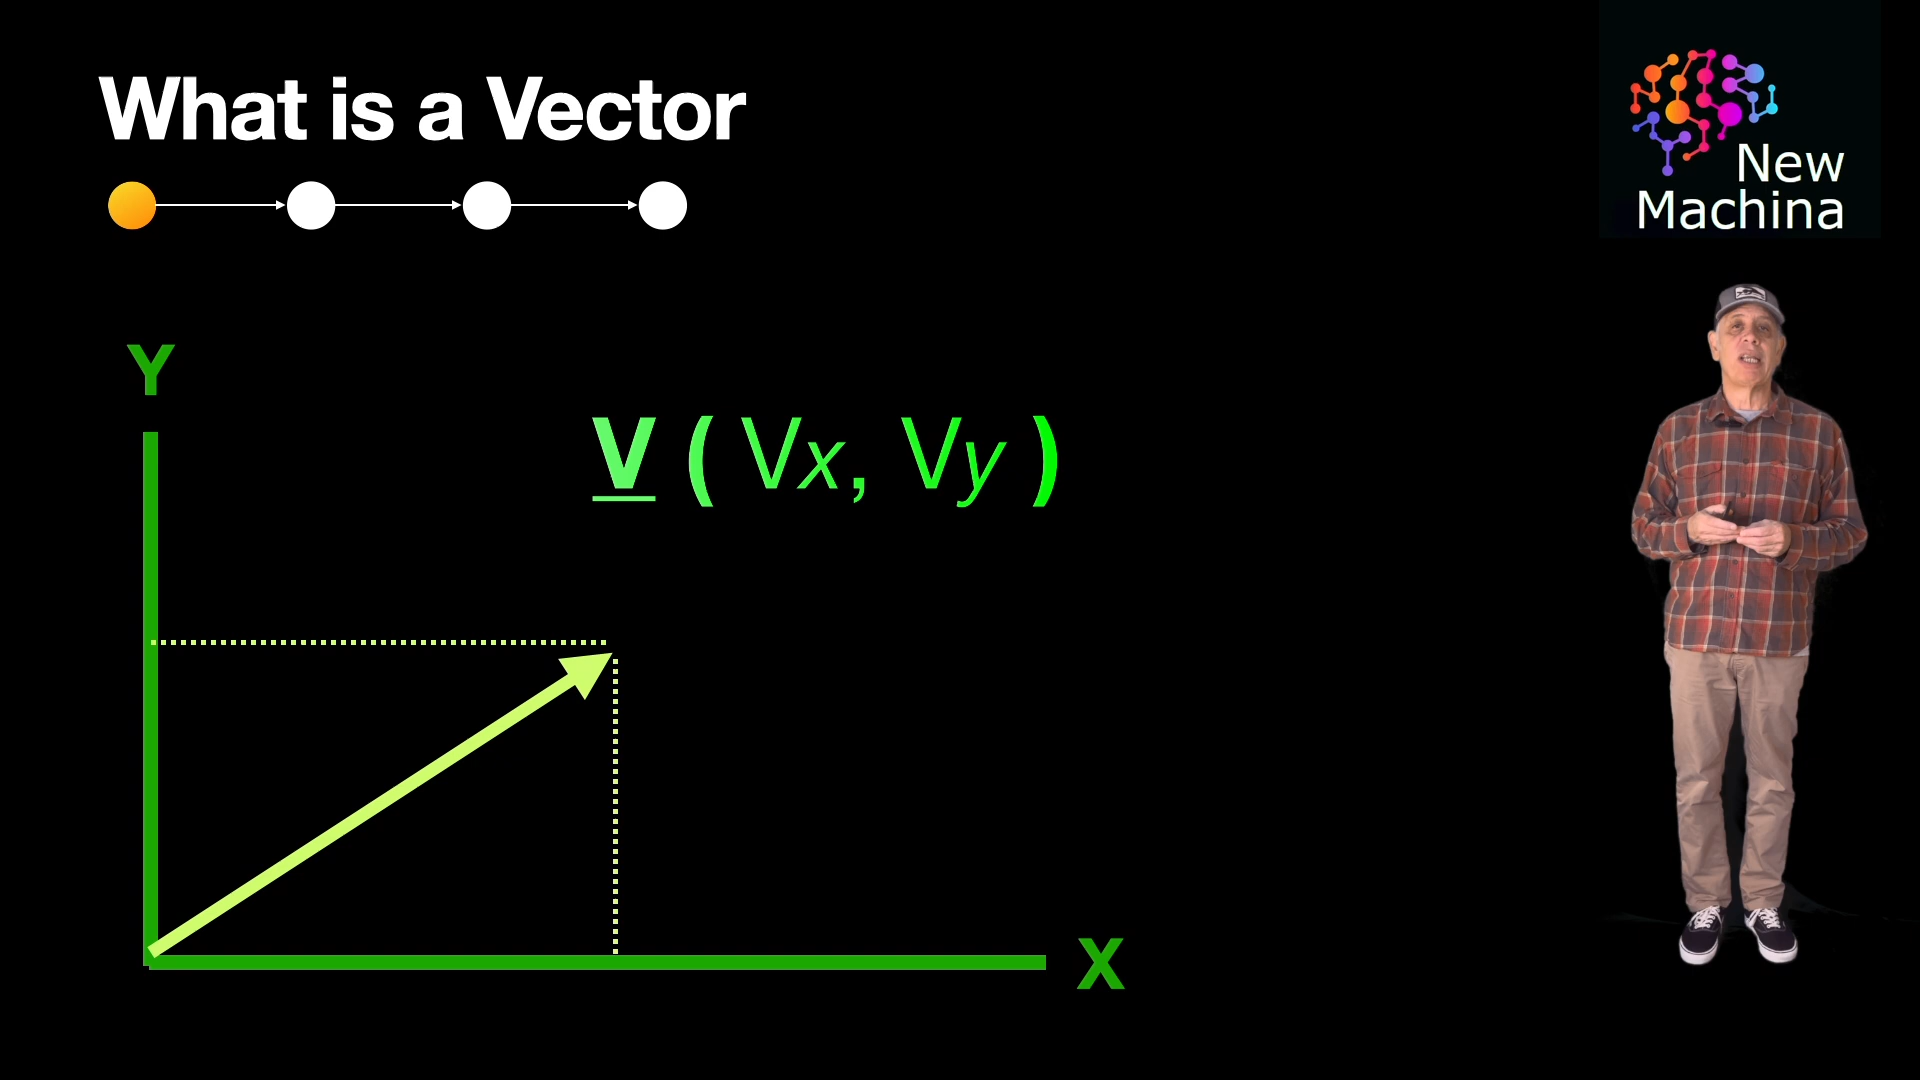 What is a Vector
New
Machina
Y
V ( Vx, Vy )
X